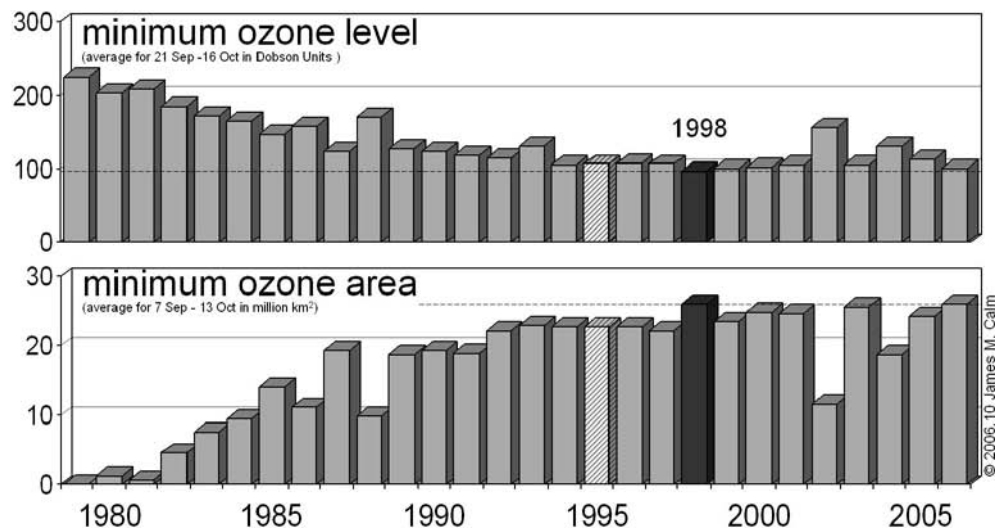 300
minimum ozone level
(average for 21 Sep -16 Oct in Dobson Units )
200
1998
100
0
30
minimum ozone area
(average for 7 Sep - 13 Oct in million km²)
20
10
0
1980 1985 1990 1995 2000 2005
© 2006.10 James M. Calm